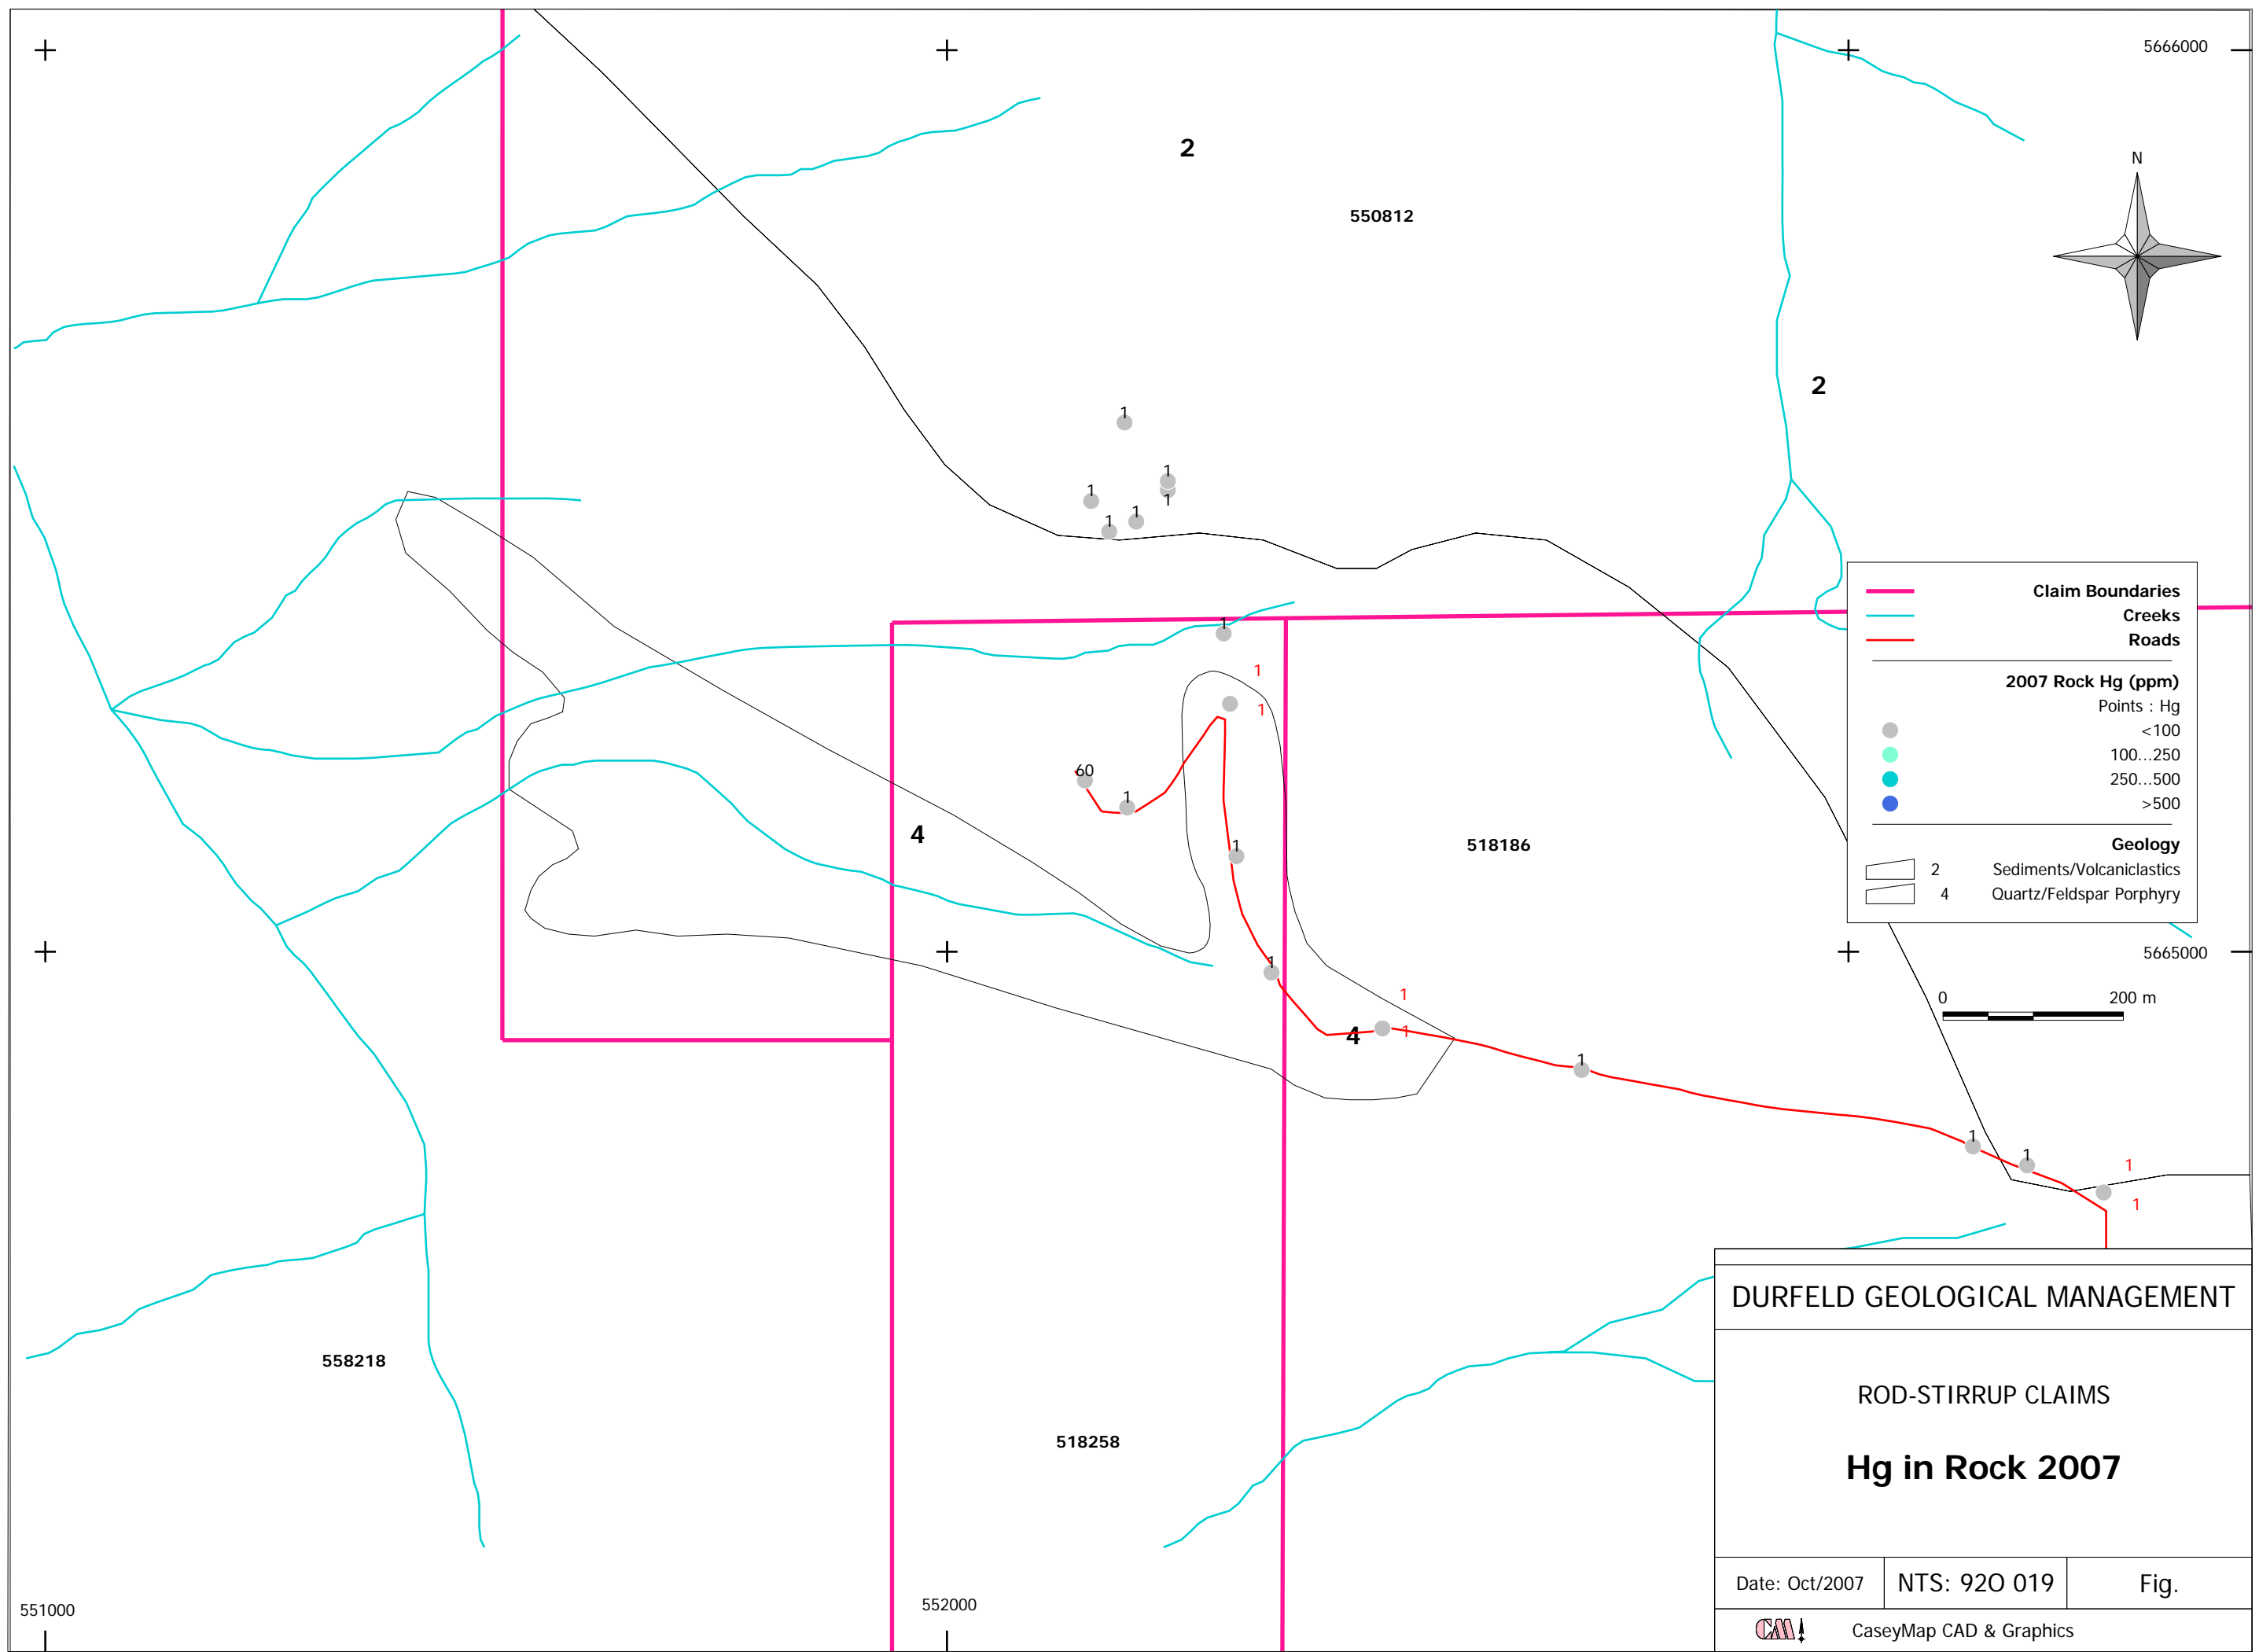 5666000
N
2
550812
2
1
1
1
1
1
1
1
1
1
60
1
1
4
518186
1
1
1
4
1
1
1
1
1
1
558218
518258
551000
552000
5665000
0 200 m
Claim Boundaries
Creeks
Roads
2007 Rock Hg (ppm)
Points : Hg
<100
100...250
250...500
>500
Geology
2 Sediments/Volcaniclastics
4 Quartz/Feldspar Porphyry
DURFELD GEOLOGICAL MANAGEMENT
ROD-STIRRUP CLAIMS
Hg in Rock 2007
Date: Oct/2007 NTS: 92O 019 Fig.
CM CaseyMap CAD & Graphics